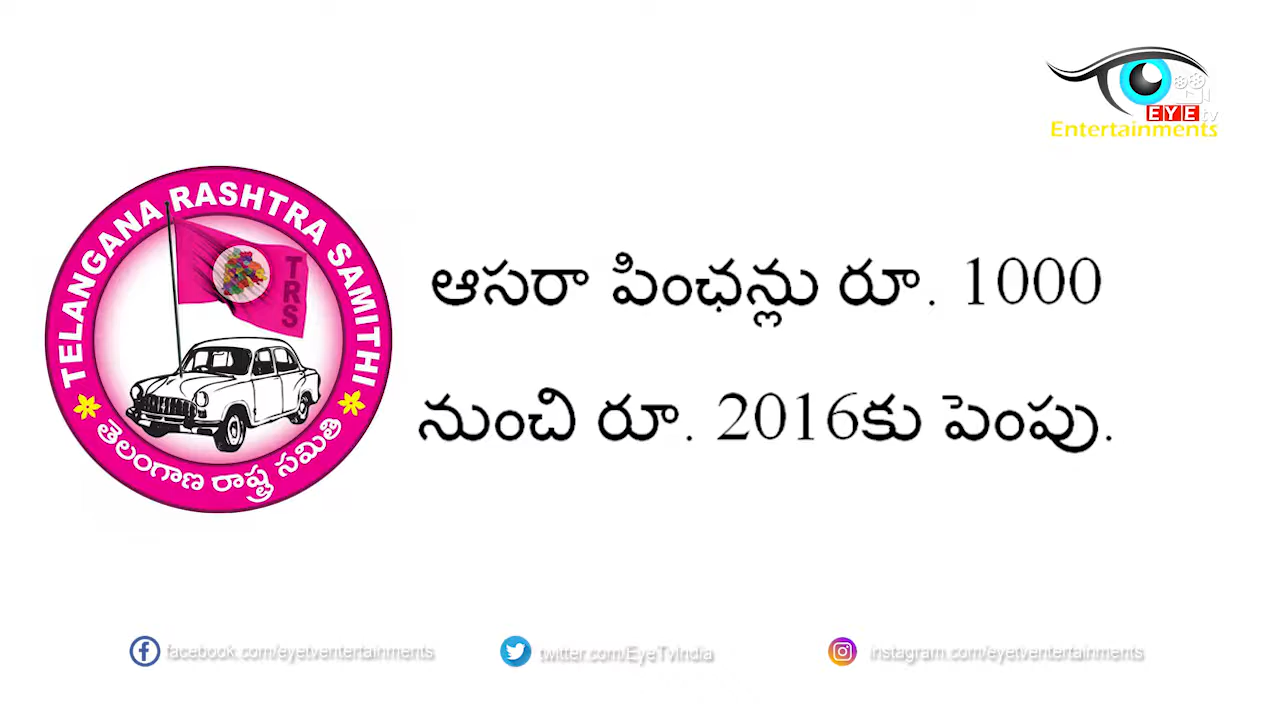 EYE tv
Entertainments
TELANGANA RASHTRA SAMITHI
TRS
తెలంగాణ రాష్ట్ర సమితి
ఆసరా పింఛన్లు రూ. 1000
నుంచి రూ. 2016కు పెంపు.
facebook.com/eyetventertainments
twitter.com/EyeTvIndia
instagram.com/eyetventertainments